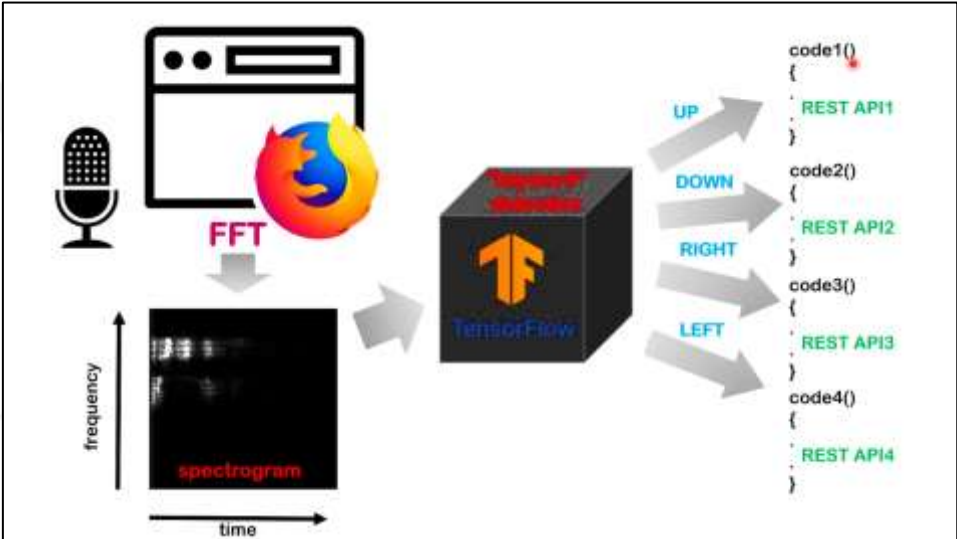 FFT
frequency
spectrogram
time
TensorFlow
UP
DOWN
RIGHT
LEFT
code1()
{
.
. REST API1
}
code2()
{
.
. REST API2
}
code3()
{
.
. REST API3
}
code4()
{
.
. REST API4
}